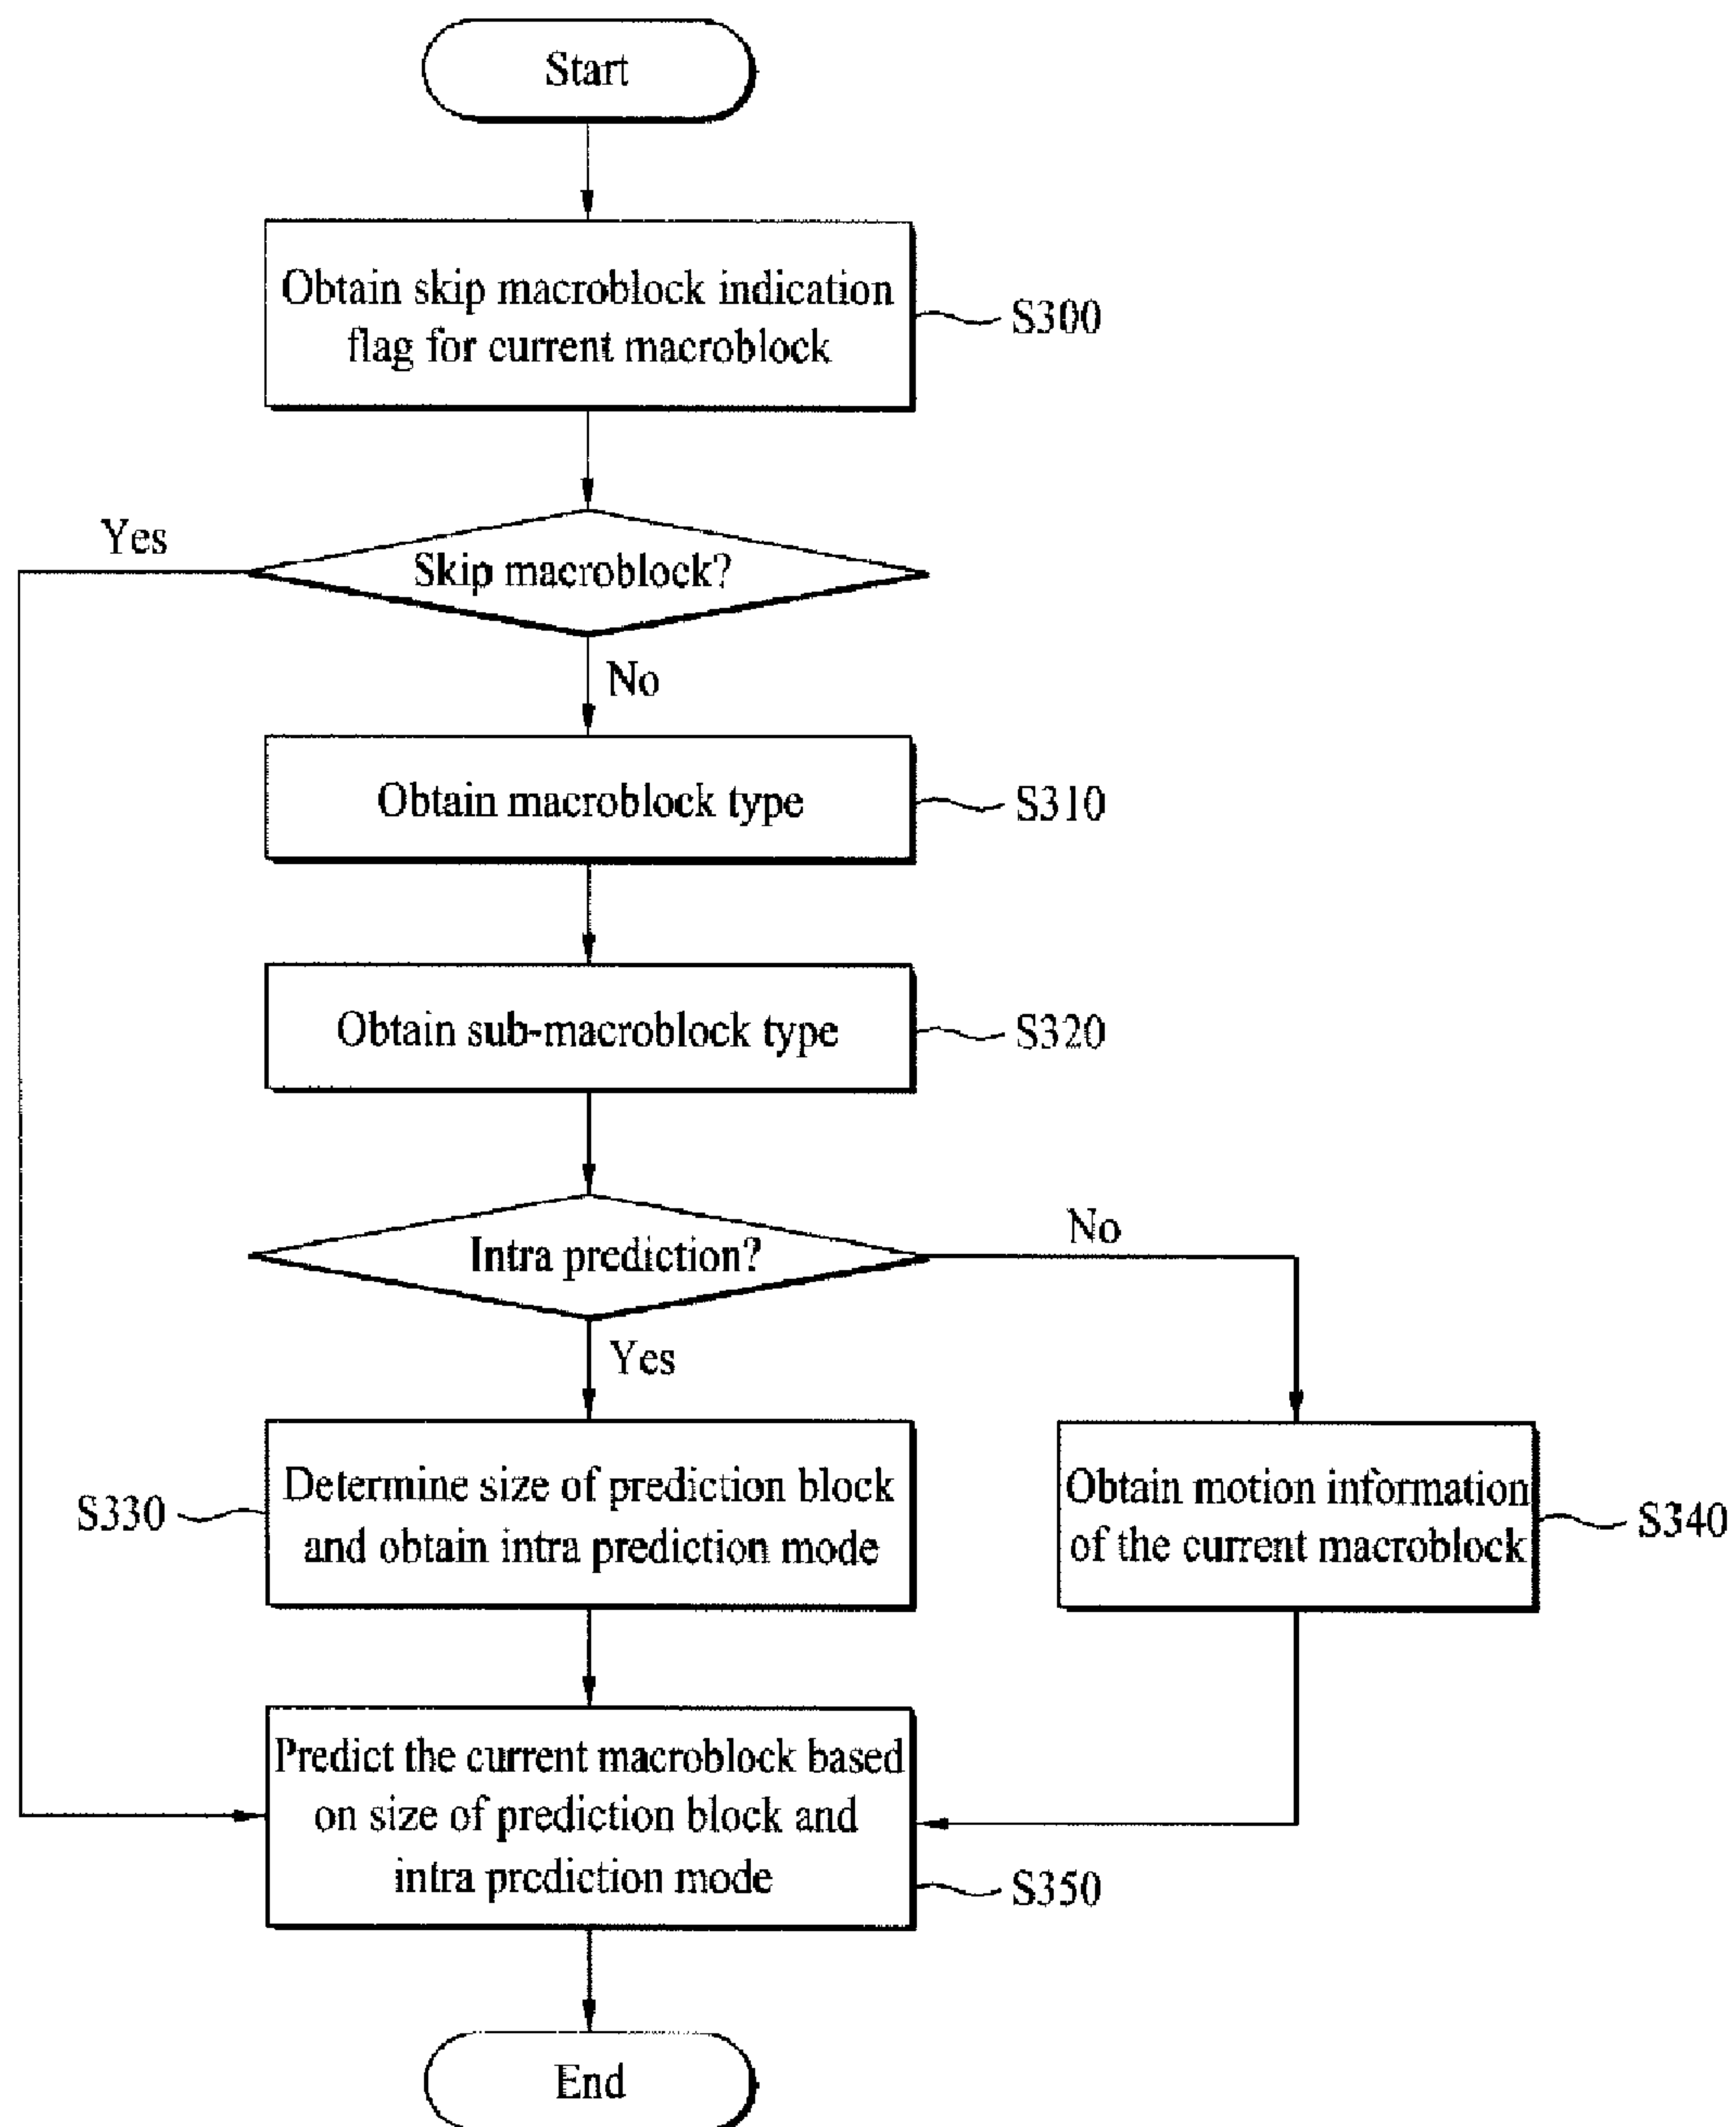 Start
Obtain skip macroblock indication
flag for current macroblock
S300
Yes
Skip macroblock?
No
Obtain macroblock type
S310
Obtain sub-macroblock type
S320
Intra prediction?
No
Yes
S330
Determine size of prediction block
and obtain intra prediction mode
Obtain motion information
of the current macroblock
S340
Predict the current macroblock based
on size of prediction block and
intra prediction mode
S350
End